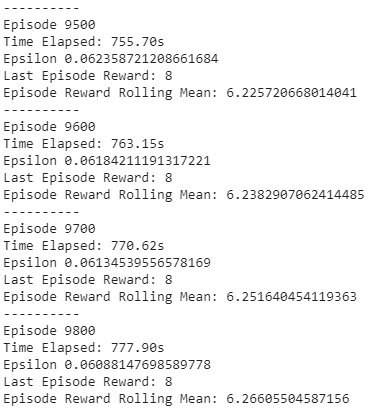 ----------
Episode 9500
Time Elapsed: 755.70s
Epsilon 0.062358721208661684
Last Episode Reward: 8
Episode Reward Rolling Mean: 6.225720668014041
----------
Episode 9600
Time Elapsed: 763.15s
Epsilon 0.06184211191317221
Last Episode Reward: 8
Episode Reward Rolling Mean: 6.2382907062414485
----------
Episode 9700
Time Elapsed: 770.62s
Epsilon 0.06134539556578169
Last Episode Reward: 8
Episode Reward Rolling Mean: 6.251640454119363
----------
Episode 9800
Time Elapsed: 777.90s
Epsilon 0.06088147698589778
Last Episode Reward: 8
Episode Reward Rolling Mean: 6.26605504587156